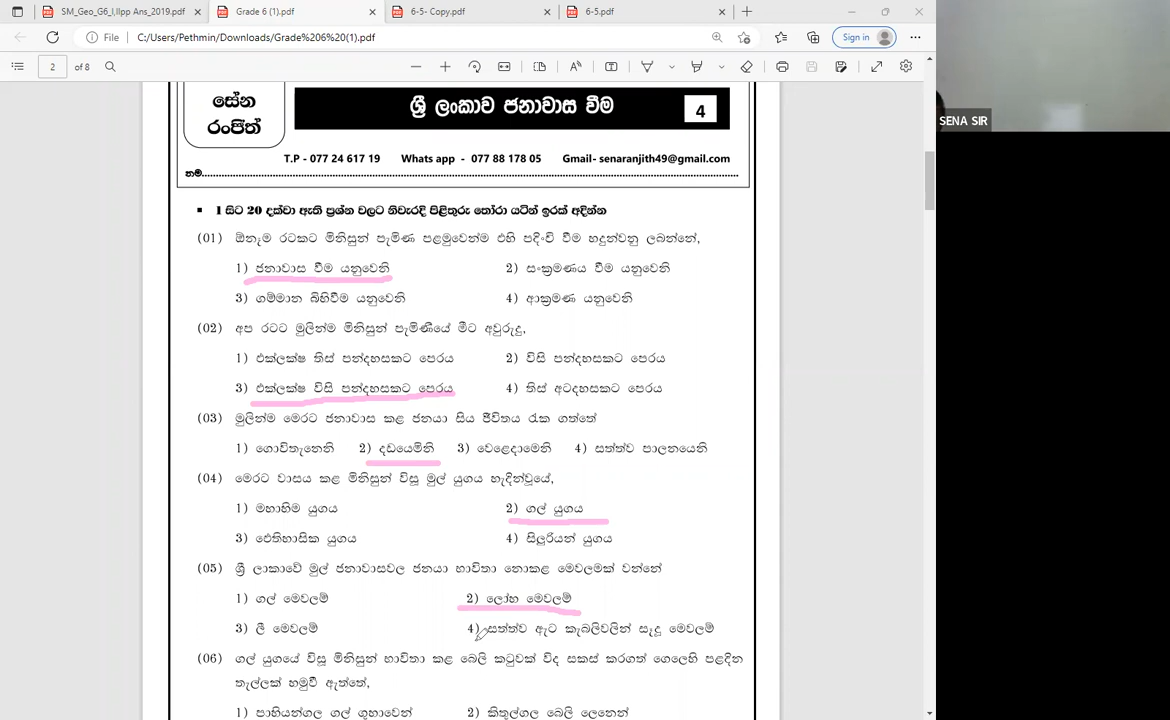 SM_Geo_G6_I,IIpp Ans_2019.pdf
Grade 6 (1).pdf
6-5- Copy.pdf
6-5.pdf
File
C:/Users/Pethmin/Downloads/Grade%206%20(1).pdf
Sign in
2 of 8
SENA SIR
සේන
රංජිත්
ශ්‍රී ලංකාව ජනාවාස වීම
4
T.P - 077 24 617 19 Whats app - 077 88 178 05 Gmail- senaranjith49@gmail.com
නම
1 සිට 20 දක්වා ඇති ප්‍රශ්න වලට නිවැරදි පිළිතුරු තෝරා යටින් ඉරක් අදින්න
(01) ඕනෑම රටකට මිනිසුන් පැමිණ පළමුවෙන්ම එහි පදිංචි වීම හඳුන්වනු ලබන්නේ,
1) ජනාවාස වීම යනුවෙනි 2) සංක්‍රමණය වීම යනුවෙනි
3) ගම්මාන බිහිවීම යනුවෙනි 4) ආක්‍රමණ යනුවෙනි
(02) අප රටට මුලින්ම මිනිසුන් පැමිණියේ මීට අවුරුදු,
1) එක්ලක්ෂ තිස් පන්දහසකට පෙරය 2) විසි පන්දහසකට පෙරය
3) එක්ලක්ෂ විසි පන්දහසකට පෙරය 4) තිස් අටදහසකට පෙරය
(03) මුලින්ම මෙරට ජනාවාස කළ ජනයා සිය ජීවිතය රැක ගත්තේ
1) ගොවිතැනෙනි 2) දඩයෙමිනි 3) වෙළෙදාමෙනි 4) සත්ත්ව පාලනයෙනි
(04) මෙරට වාසය කළ මිනිසුන් විසූ මුල් යුගය හැදින්වූයේ,
1) මහාහිම යුගය 2) ගල් යුගය
3) ඓතිහාසික යුගය 4) සිලූරියන් යුගය
(05) ශ්‍රී ලාකාවේ මුල් ජනාවාසවල ජනයා භාවිතා නොකළ මෙවලමක් වන්නේ
1) ගල් මෙවලම් 2) ලෝහ මෙවලම්
3) ලී මෙවලම් 4) සත්ත්ව ඇට කැබලිවලින් සැදූ මෙවලම්
(06) ගල් යුගයේ විසූ මිනිසුන් භාවිතා කළ බෙලි කටුවක් විද සකස් කරගත් ගෙලෙහි පළදින
තැල්ලක් හමුවී ඇත්තේ,
1) පාහියන්ගල ගල් ගුහාවෙන් 2) කිතුල්ගල බෙලි ලෙනෙන්